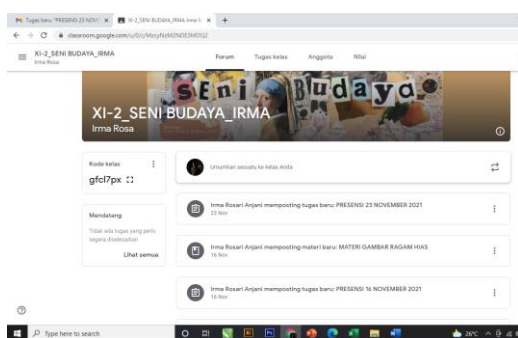 Tugas baru: "PRESENSI 23 NOV
XI-2_SENI BUDAYA_IRMA Irma R
classroom.google.com/u/0/c/
XI-2_SENI BUDAYA_IRMA
Irma Rosa
Forum
Tugas kelas
Anggota
Nilai
SEni Budaya
XI-2_SENI BUDAYA_IRMA
Irma Rosa
Kode kelas
gfcl7px
Umumkan sesuatu ke kelas Anda
Mendatang
Tidak ada tugas yang perlu
segera diselesaikan
Lihat semua
Irma Rosari Anjani memposting tugas baru: PRESENSI 23 NOVEMBER 2021
23 Nov
Irma Rosari Anjani memposting materi baru: MATERI GAMBAR RAGAM HIAS
16 Nov
Irma Rosari Anjani memposting tugas baru: PRESENSI 16 NOVEMBER 2021
16 Nov
Type here to search
26°C